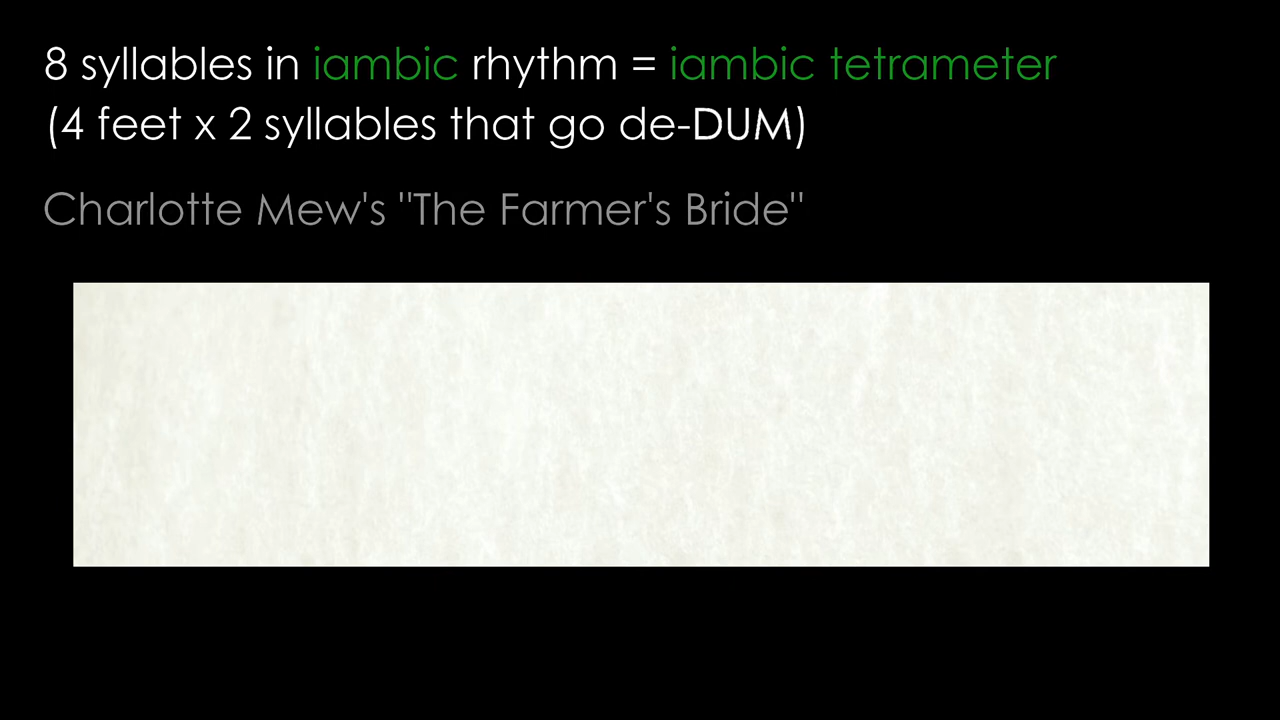 8 syllables in iambic rhythm = iambic tetrameter
(4 feet x 2 syllables that go de-DUM)
Charlotte Mew's "The Farmer's Bride"